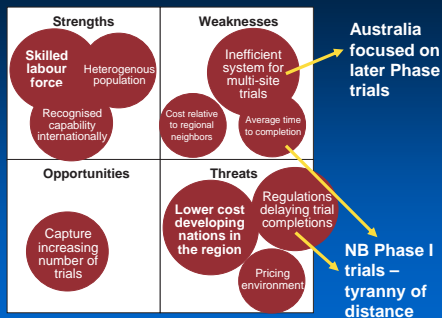 Strengths
Skilled
labour
force
Heterogenous
population
Recognised
capability
internationally
Weaknesses
Inefficient
system for
multi-site
trials
Cost relative
to regional
neighbors
Average time
to completion
Opportunities
Capture
increasing
number of
trials
Threats
Lower cost
developing
nations in
the region
Regulations
delaying trial
completions
Pricing
environment
Australia
focused on
later Phase
trials
NB Phase I
trials –
tyranny of
distance